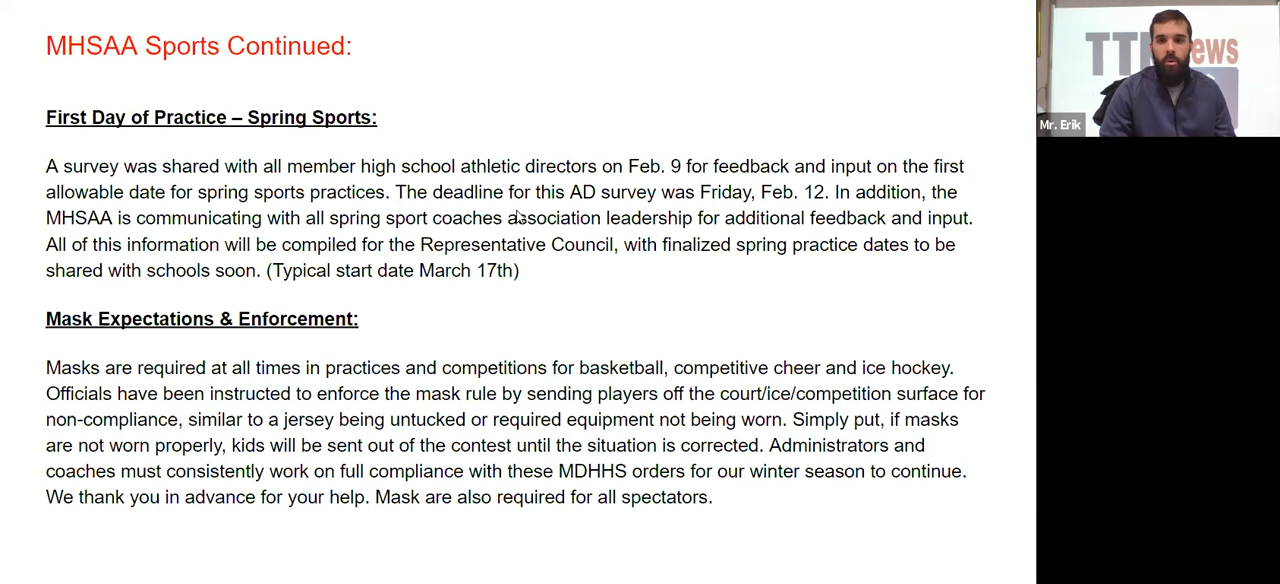 MHSAA Sports Continued:
First Day of Practice – Spring Sports:
A survey was shared with all member high school athletic directors on Feb. 9 for feedback and input on the first
allowable date for spring sports practices. The deadline for this AD survey was Friday, Feb. 12. In addition, the
MHSAA is communicating with all spring sport coaches association leadership for additional feedback and input.
All of this information will be compiled for the Representative Council, with finalized spring practice dates to be
shared with schools soon. (Typical start date March 17th)
Mask Expectations & Enforcement:
Masks are required at all times in practices and competitions for basketball, competitive cheer and ice hockey.
Officials have been instructed to enforce the mask rule by sending players off the court/ice/competition surface for
non-compliance, similar to a jersey being untucked or required equipment not being worn. Simply put, if masks
are not worn properly, kids will be sent out of the contest until the situation is corrected. Administrators and
coaches must consistently work on full compliance with these MDHHS orders for our winter season to continue.
We thank you in advance for your help. Mask are also required for all spectators.
Mr. Erik